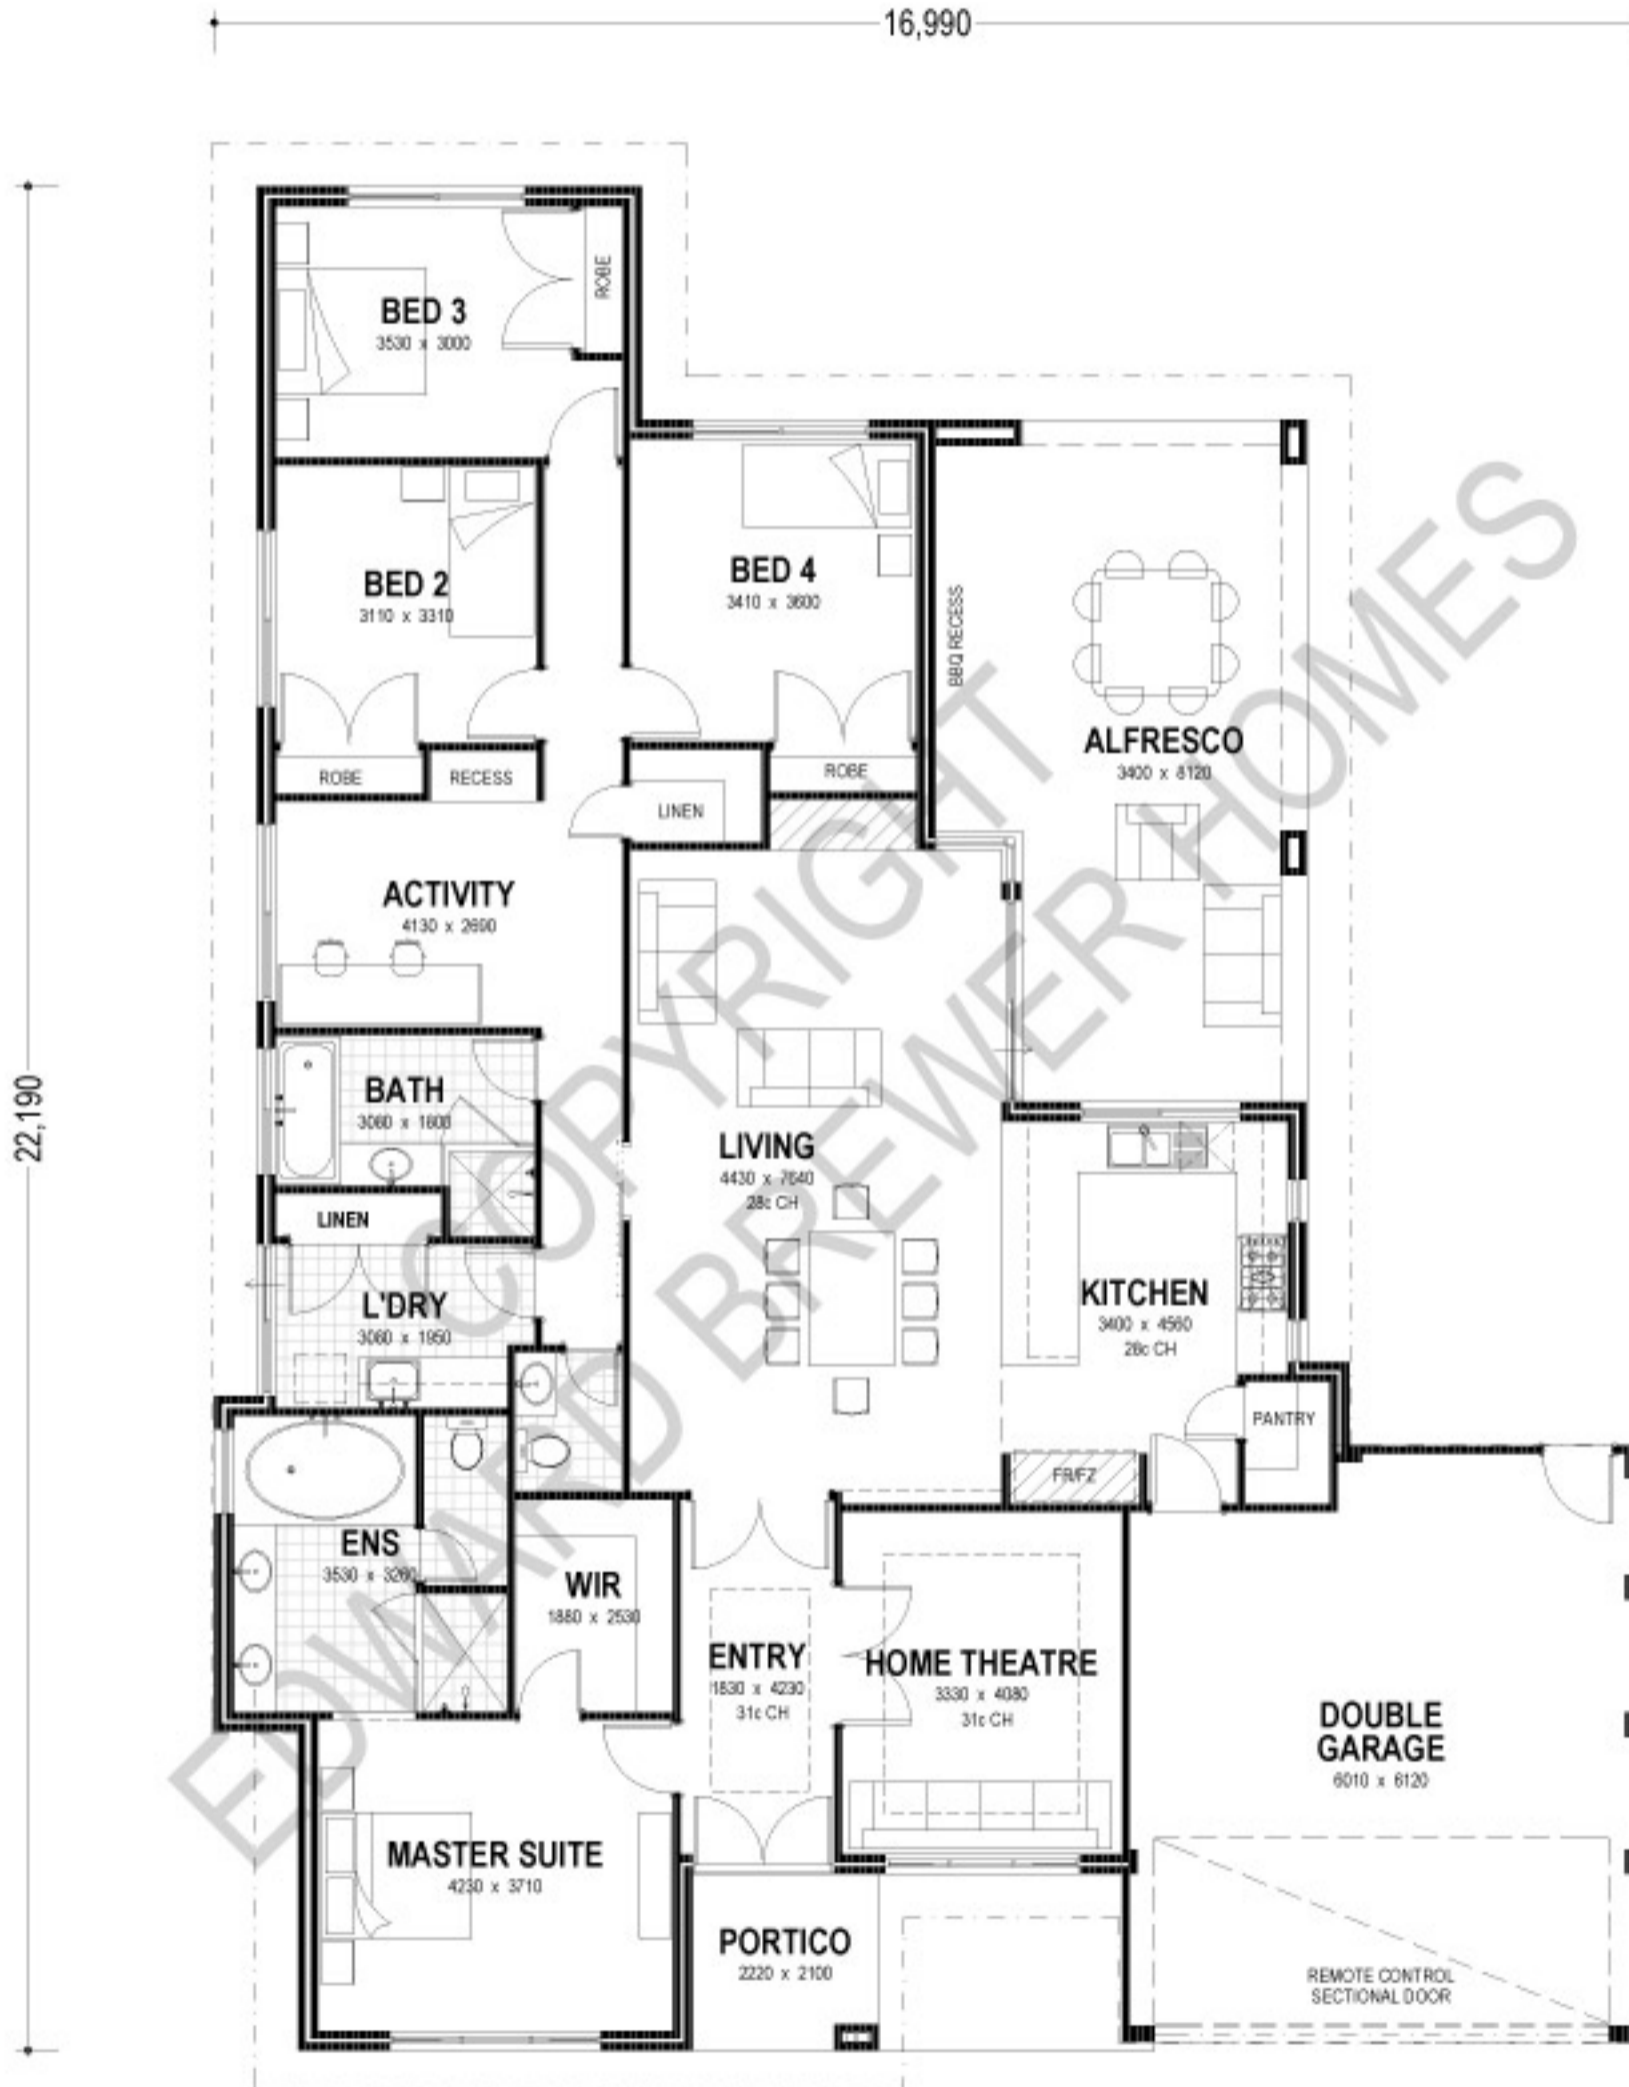 16,990
22,190
BED 3
3530 x 3000
ROBE
BED 2
3110 x 3310
BED 4
3410 x 3600
BBQ RECESS
ALFRESCO
3400 x 8120
ROBE
RECESS
ROBE
LINEN
ACTIVITY
4130 x 2690
BATH
3080 x 1800
LIVING
4430 x 7640
28c CH
LINEN
L'DRY
3080 x 1950
KITCHEN
3400 x 4560
28c CH
PANTRY
FR/FZ
ENS
3530 x 3260
WIR
1880 x 2530
ENTRY
1830 x 4230
31c CH
HOME THEATRE
3330 x 4080
31c CH
DOUBLE
GARAGE
6010 x 6120
MASTER SUITE
4230 x 3710
PORTICO
2220 x 2100
REMOTE CONTROL
SECTIONAL DOOR
COPYRIGHT
EDWARD BREWER HOMES